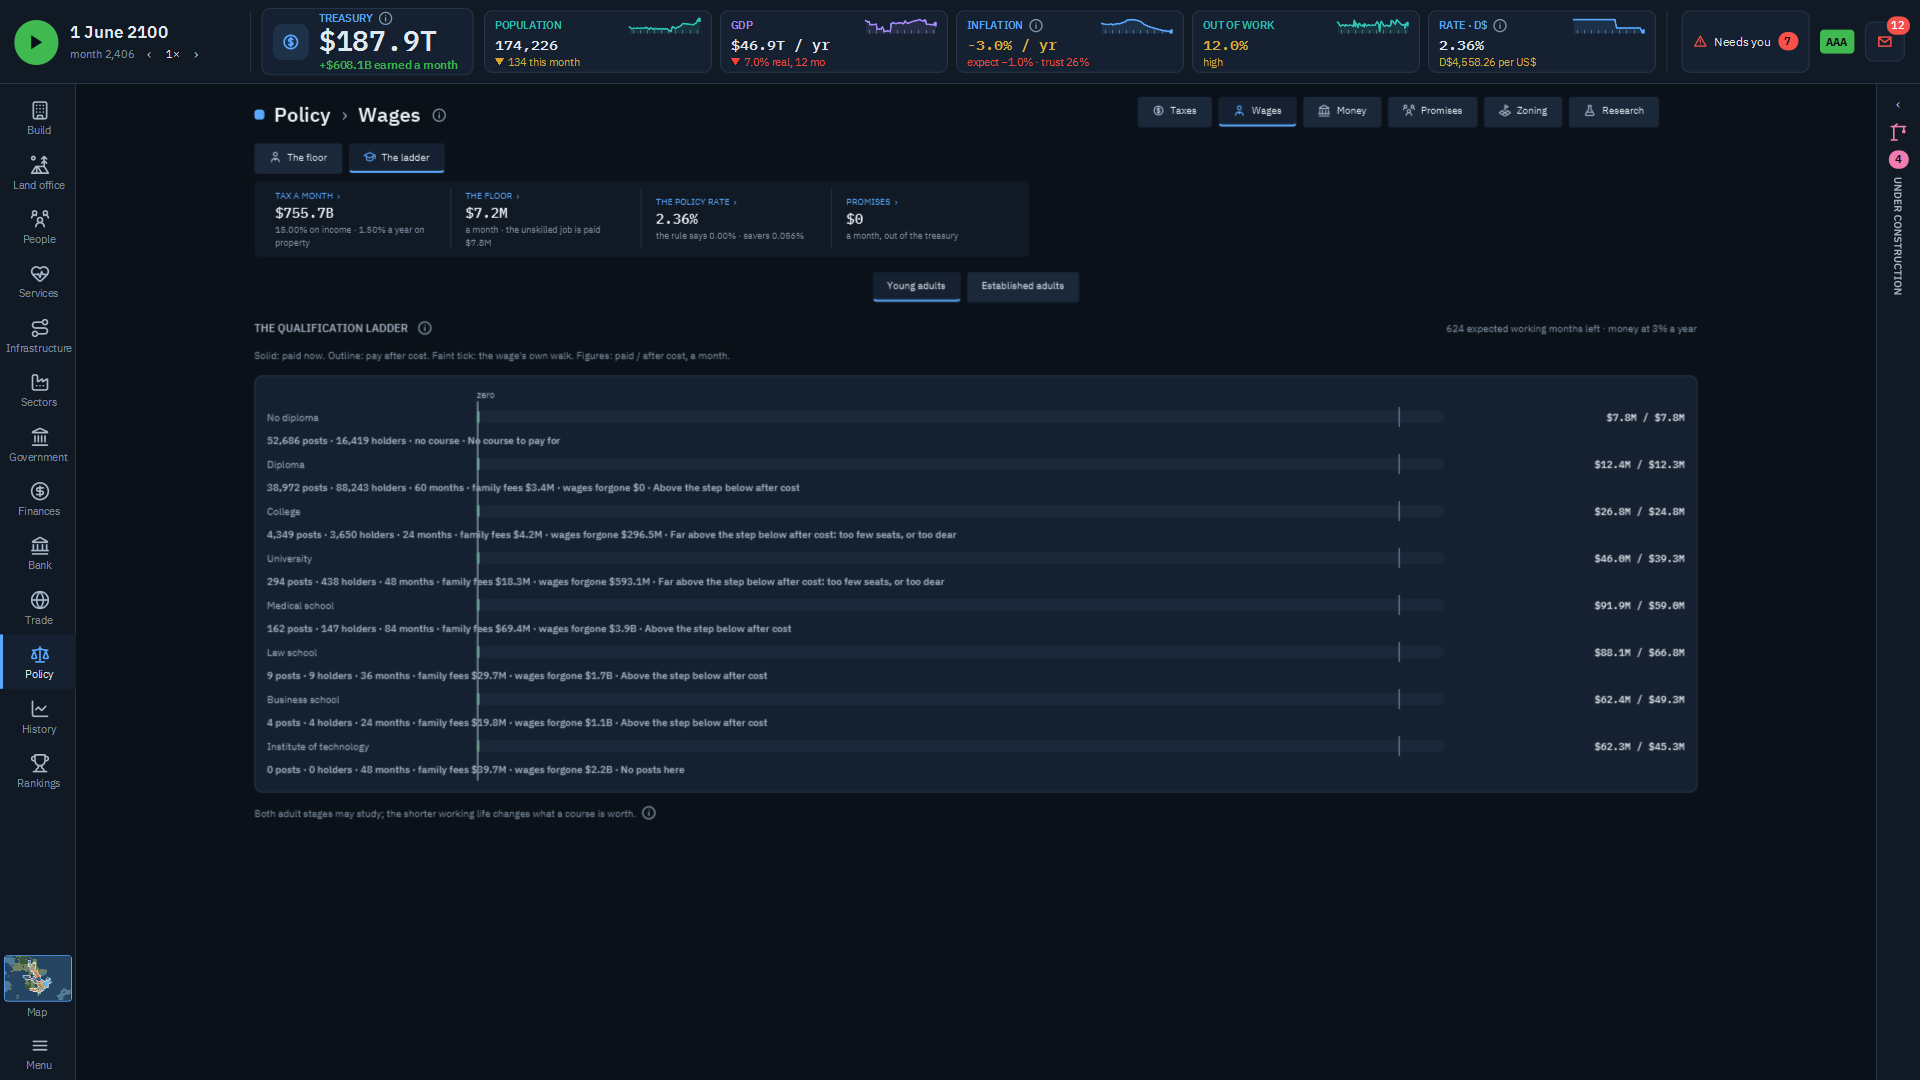 1 June 2100
month 2,406 ‹ 1× ›
TREASURY
$187.9T
+$608.1B earned a month
POPULATION
174,226
▼ 134 this month
GDP
$46.9T / yr
▼ 7.0% real, 12 mo
INFLATION
-3.0% / yr
expect −1.0% · trust 26%
OUT OF WORK
12.0%
high
RATE · D$
2.36%
D$4,558.26 per US$
Needs you 7
AAA
12
Build
Land office
People
Services
Infrastructure
Sectors
Government
Finances
Bank
Trade
Policy
History
Rankings
Map
Menu
Policy › Wages
Taxes
Wages
Money
Promises
Zoning
Research
The floor
The ladder
TAX A MONTH ›
$755.7B
15.00% on income · 1.50% a year on
property
THE FLOOR ›
$7.2M
a month · the unskilled job is paid
$7.8M
THE POLICY RATE ›
2.36%
the rule says 0.00% · savers 0.056%
PROMISES ›
$0
a month, out of the treasury
Young adults
Established adults
THE QUALIFICATION LADDER
624 expected working months left · money at 3% a year
Solid: paid now. Outline: pay after cost. Faint tick: the wage's own walk. Figures: paid / after cost, a month.
zero
No diploma
$7.8M / $7.8M
52,686 posts · 16,419 holders · no course · No course to pay for
Diploma
$12.4M / $12.3M
38,972 posts · 88,243 holders · 60 months · family fees $3.4M · wages forgone $0 · Above the step below after cost
College
$26.8M / $24.8M
4,349 posts · 3,650 holders · 24 months · family fees $4.2M · wages forgone $296.5M · Far above the step below after cost: too few seats, or too dear
University
$46.0M / $39.3M
294 posts · 438 holders · 48 months · family fees $18.3M · wages forgone $593.1M · Far above the step below after cost: too few seats, or too dear
Medical school
$91.9M / $59.0M
162 posts · 147 holders · 84 months · family fees $69.4M · wages forgone $3.9B · Above the step below after cost
Law school
$88.1M / $66.8M
9 posts · 9 holders · 36 months · family fees $29.7M · wages forgone $1.7B · Above the step below after cost
Business school
$62.4M / $49.3M
4 posts · 4 holders · 24 months · family fees $19.8M · wages forgone $1.1B · Above the step below after cost
Institute of technology
$62.3M / $45.3M
0 posts · 0 holders · 48 months · family fees $39.7M · wages forgone $2.2B · No posts here
Both adult stages may study; the shorter working life changes what a course is worth.
‹
4
UNDER CONSTRUCTION